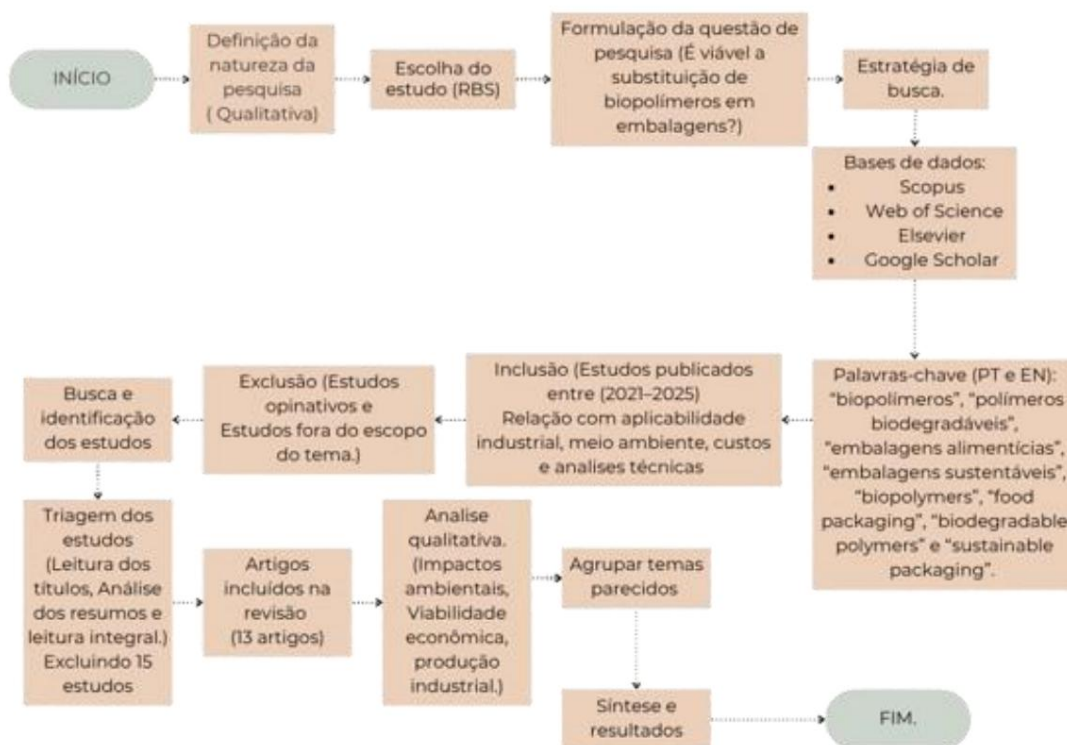 INÍCIO
Definição da
natureza da
pesquisa
( Qualitativa)
Escolha do
estudo (RBS)
Formulação da questão de
pesquisa (É viável a
substituição de
biopolímeros em
embalagens?)
Estratégia de
busca.
Bases de dados:
• Scopus
• Web of Science
• Elsevier
• Google Scholar
Palavras-chave (PT e EN):
“biopolímeros”, “polímeros
biodegradáveis”,
“embalagens alimentícias”,
“embalagens sustentáveis”,
“biopolymers”, “food
packaging”, “biodegradable
polymers” e “sustainable
packaging”.
Inclusão (Estudos publicados
entre (2021–2025)
Relação com aplicabilidade
industrial, meio ambiente, custos
e analises técnicas
Exclusão (Estudos
opinativos e
Estudos fora do escopo
do tema.)
Busca e
identificação
dos estudos
Triagem dos
estudos
(Leitura dos
títulos, Análise
dos resumos e
leitura integral.)
Excluindo 15
estudos
Artigos
incluídos na
revisão
(13 artigos)
Analise
qualitativa.
(Impactos
ambientais,
Viabilidade
econômica,
produção
industrial.)
Agrupar temas
parecidos
Síntese e
resultados
FIM.